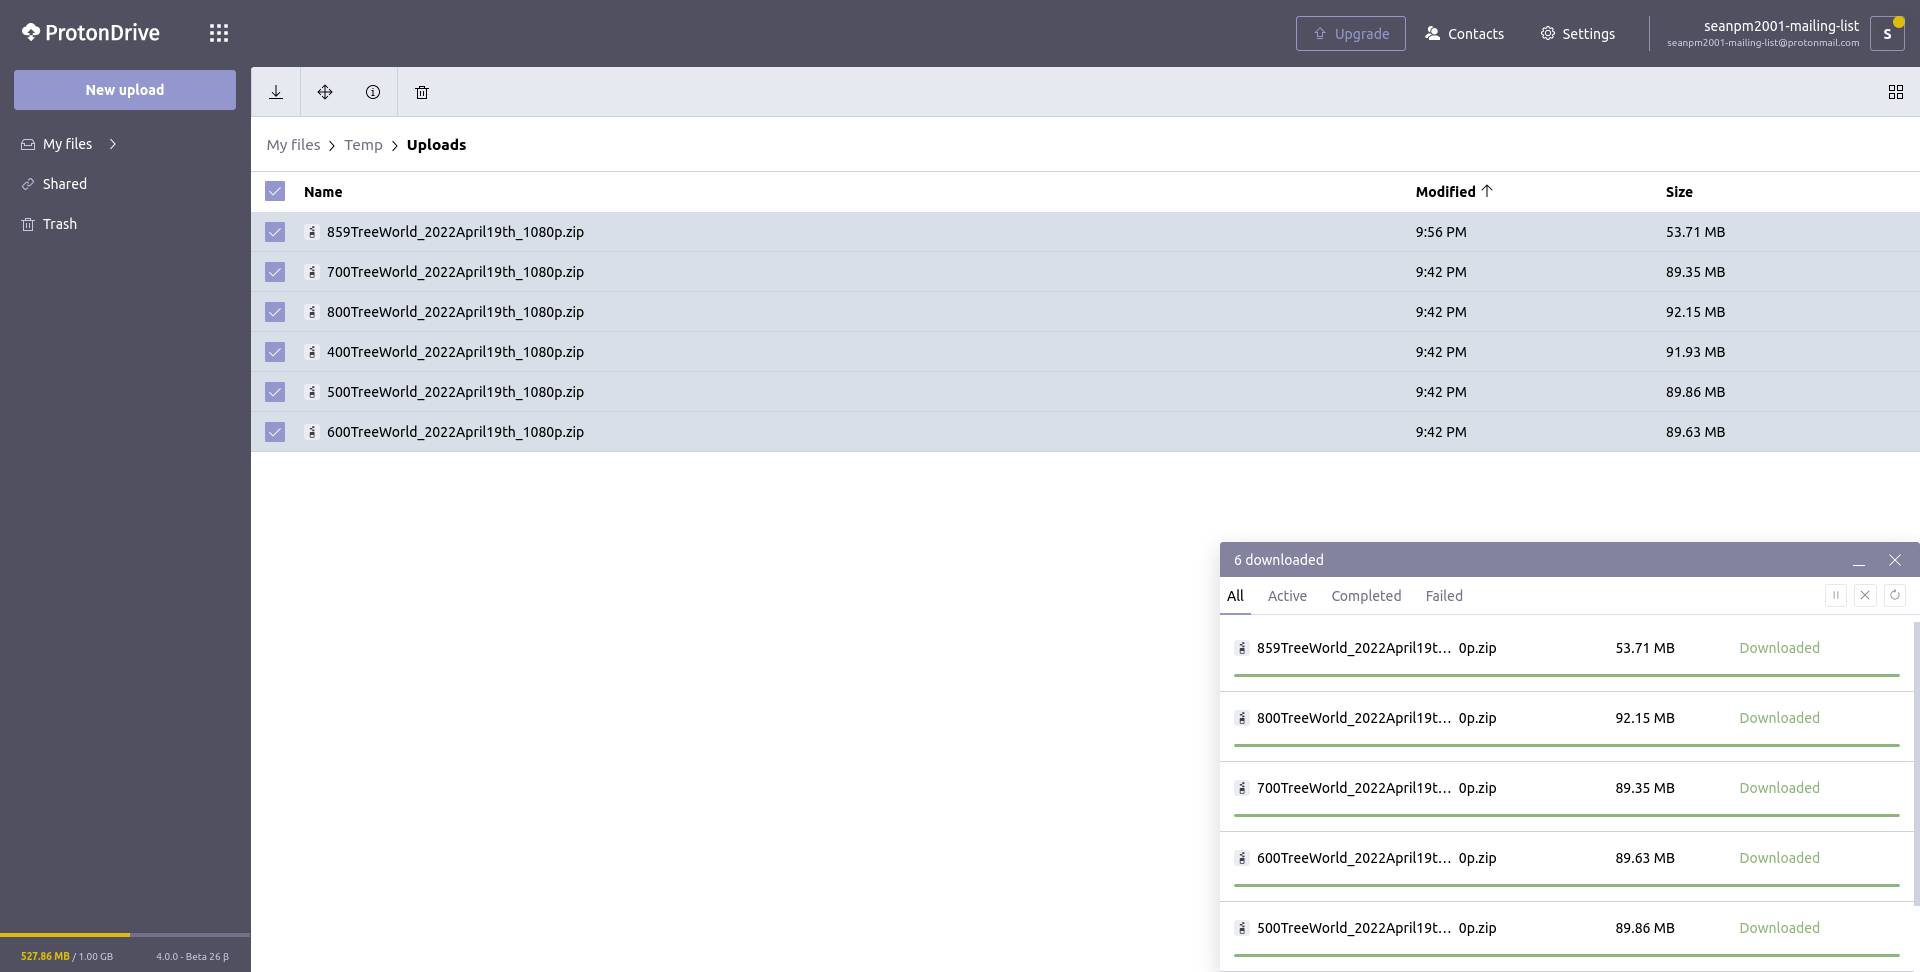 ProtonDrive
Upgrade
Contacts
Settings
seanpm2001-mailing-list
seanpm2001-mailing-list@protonmail.com
S
New upload
My files
Shared
Trash
My files > Temp > Uploads
Name Modified Size
859TreeWorld_2022April19th_1080p.zip 9:56 PM 53.71 MB
700TreeWorld_2022April19th_1080p.zip 9:42 PM 89.35 MB
800TreeWorld_2022April19th_1080p.zip 9:42 PM 92.15 MB
400TreeWorld_2022April19th_1080p.zip 9:42 PM 91.93 MB
500TreeWorld_2022April19th_1080p.zip 9:42 PM 89.86 MB
600TreeWorld_2022April19th_1080p.zip 9:42 PM 89.63 MB
6 downloaded
All Active Completed Failed
859TreeWorld_2022April19t… 0p.zip 53.71 MB Downloaded
800TreeWorld_2022April19t… 0p.zip 92.15 MB Downloaded
700TreeWorld_2022April19t… 0p.zip 89.35 MB Downloaded
600TreeWorld_2022April19t… 0p.zip 89.63 MB Downloaded
500TreeWorld_2022April19t… 0p.zip 89.86 MB Downloaded
527.86 MB / 1.00 GB 4.0.0 - Beta 26 β